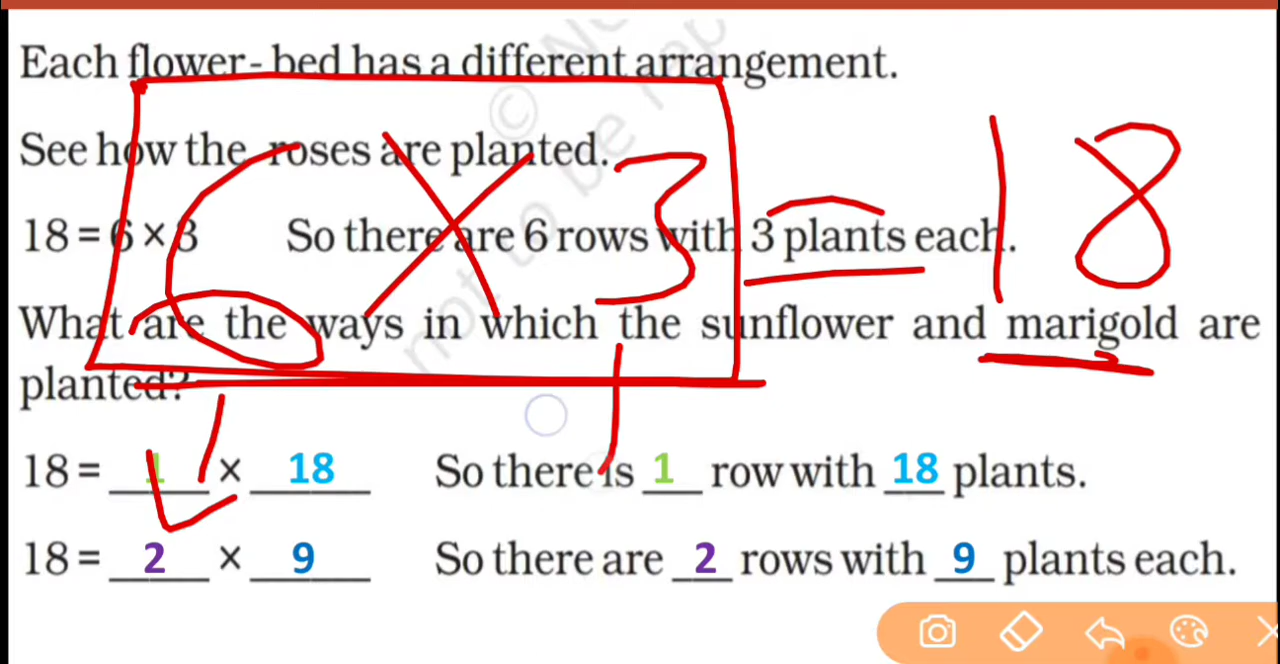 Each flower-bed has a different arrangement.
See how the roses are planted.
18 = 6 × 3 So there are 6 rows with 3 plants each.
6 × 3 = 18
What are the ways in which the sunflower and marigold are
planted?
18 = 1 × 18 So there is 1 row with 18 plants.
18 = 2 × 9 So there are 2 rows with 9 plants each.